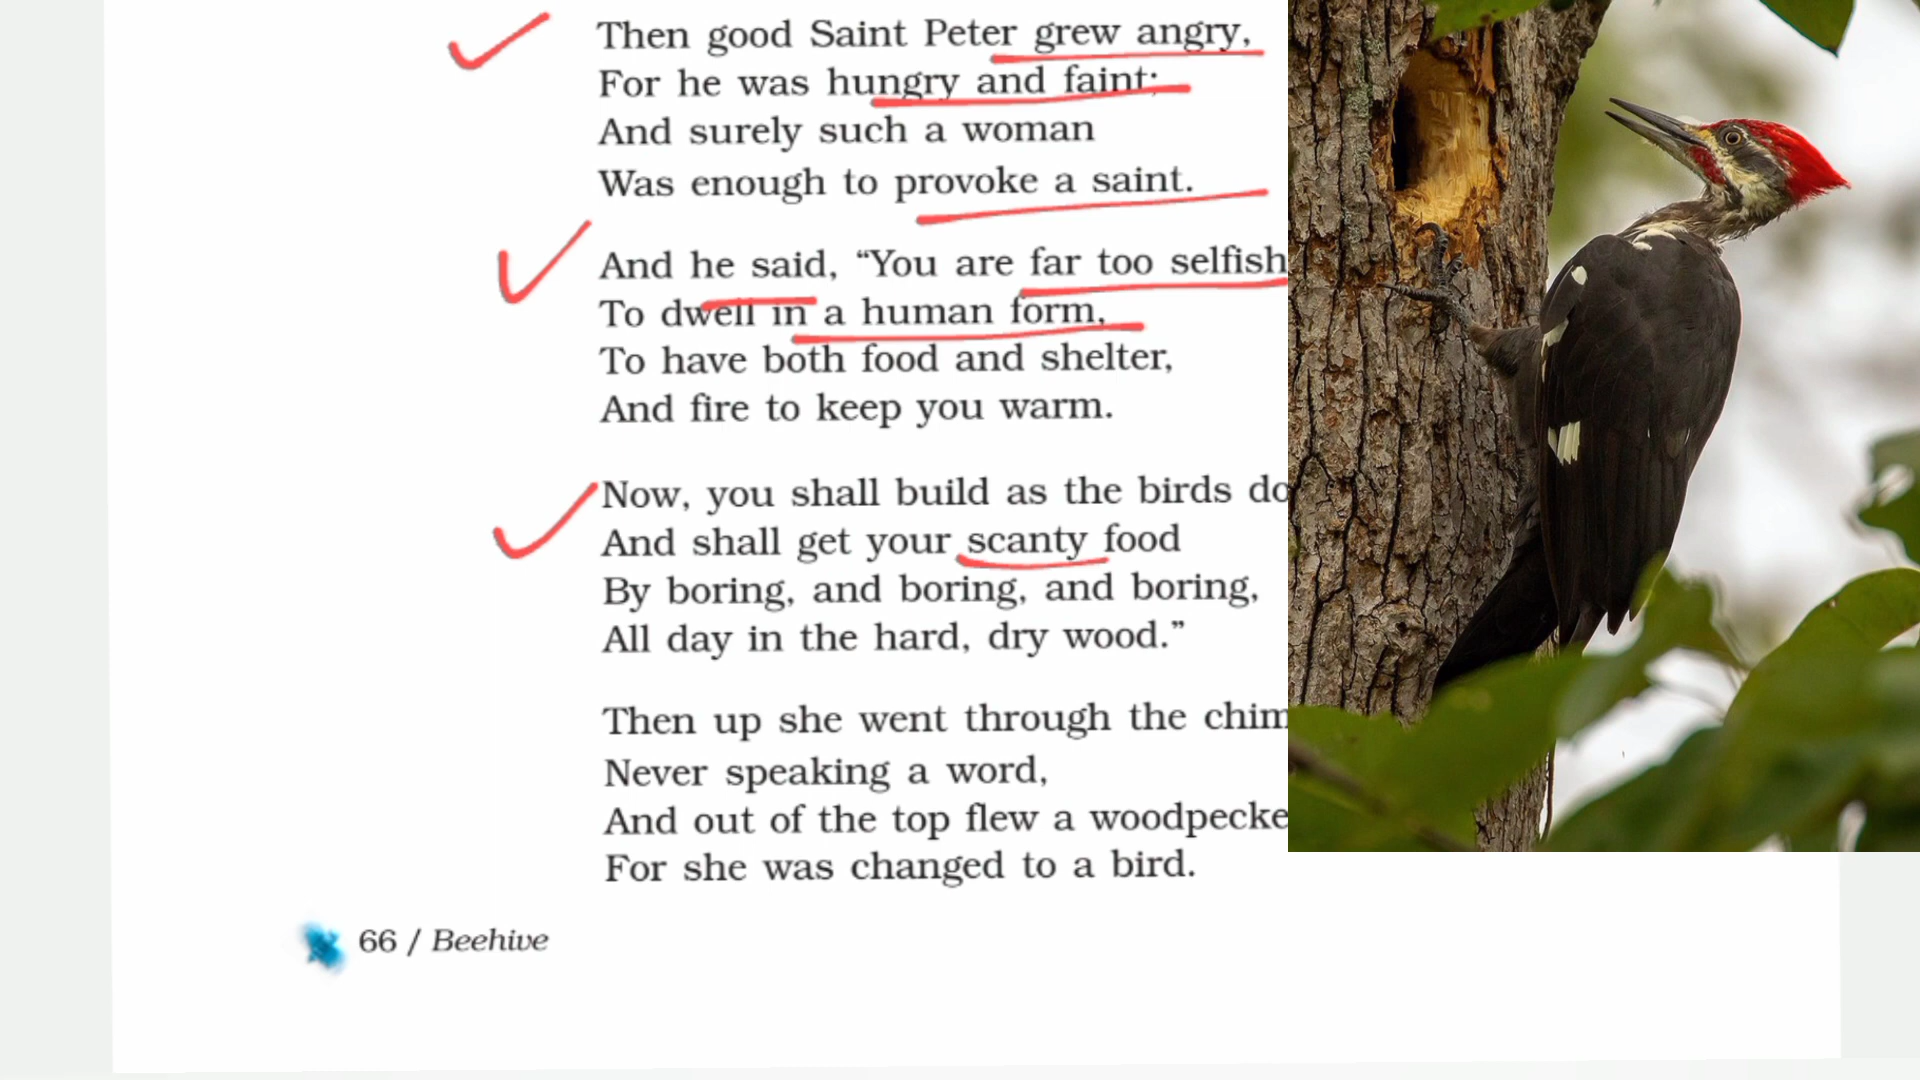 Then good Saint Peter grew angry,
For he was hungry and faint;
And surely such a woman
Was enough to provoke a saint.
And he said, “You are far too selfish
To dwell in a human form,
To have both food and shelter,
And fire to keep you warm.
Now, you shall build as the birds do
And shall get your scanty food
By boring, and boring, and boring,
All day in the hard, dry wood.”
Then up she went through the chim
Never speaking a word,
And out of the top flew a woodpecke
For she was changed to a bird.
66 / Beehive